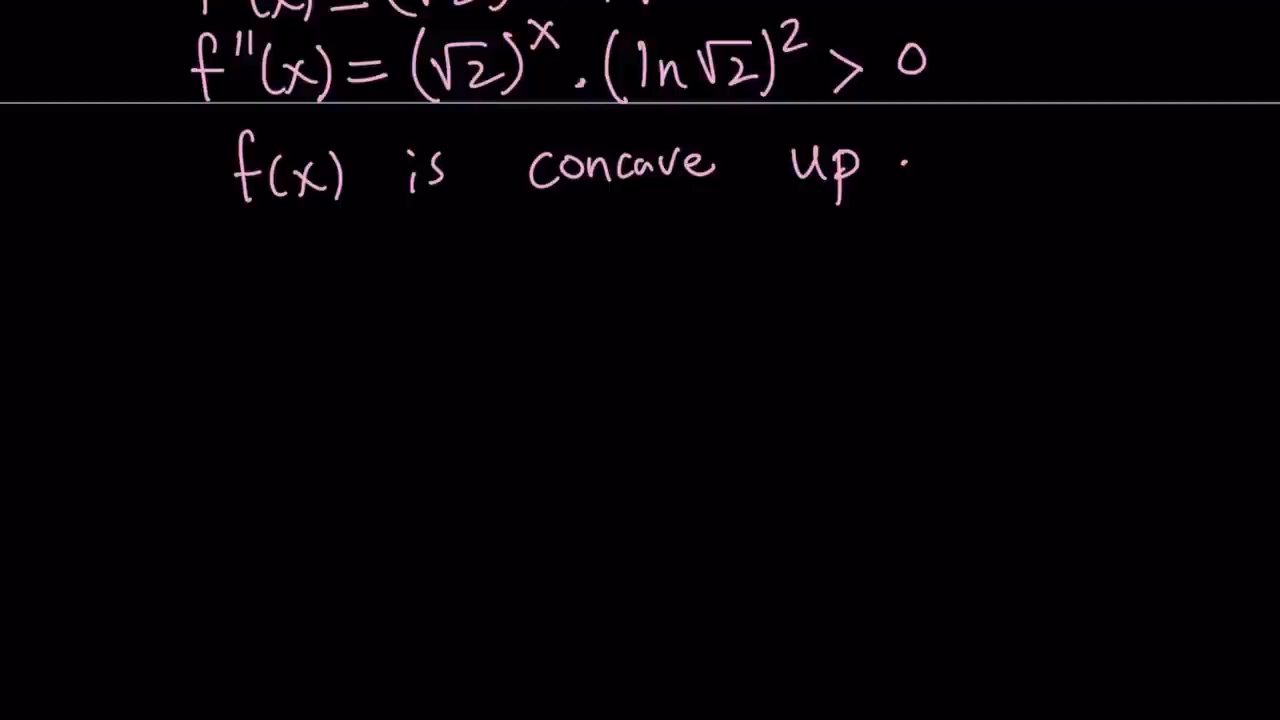 f''(x) = (√2)^x · (ln √2)^2 > 0
f(x) is concave up .